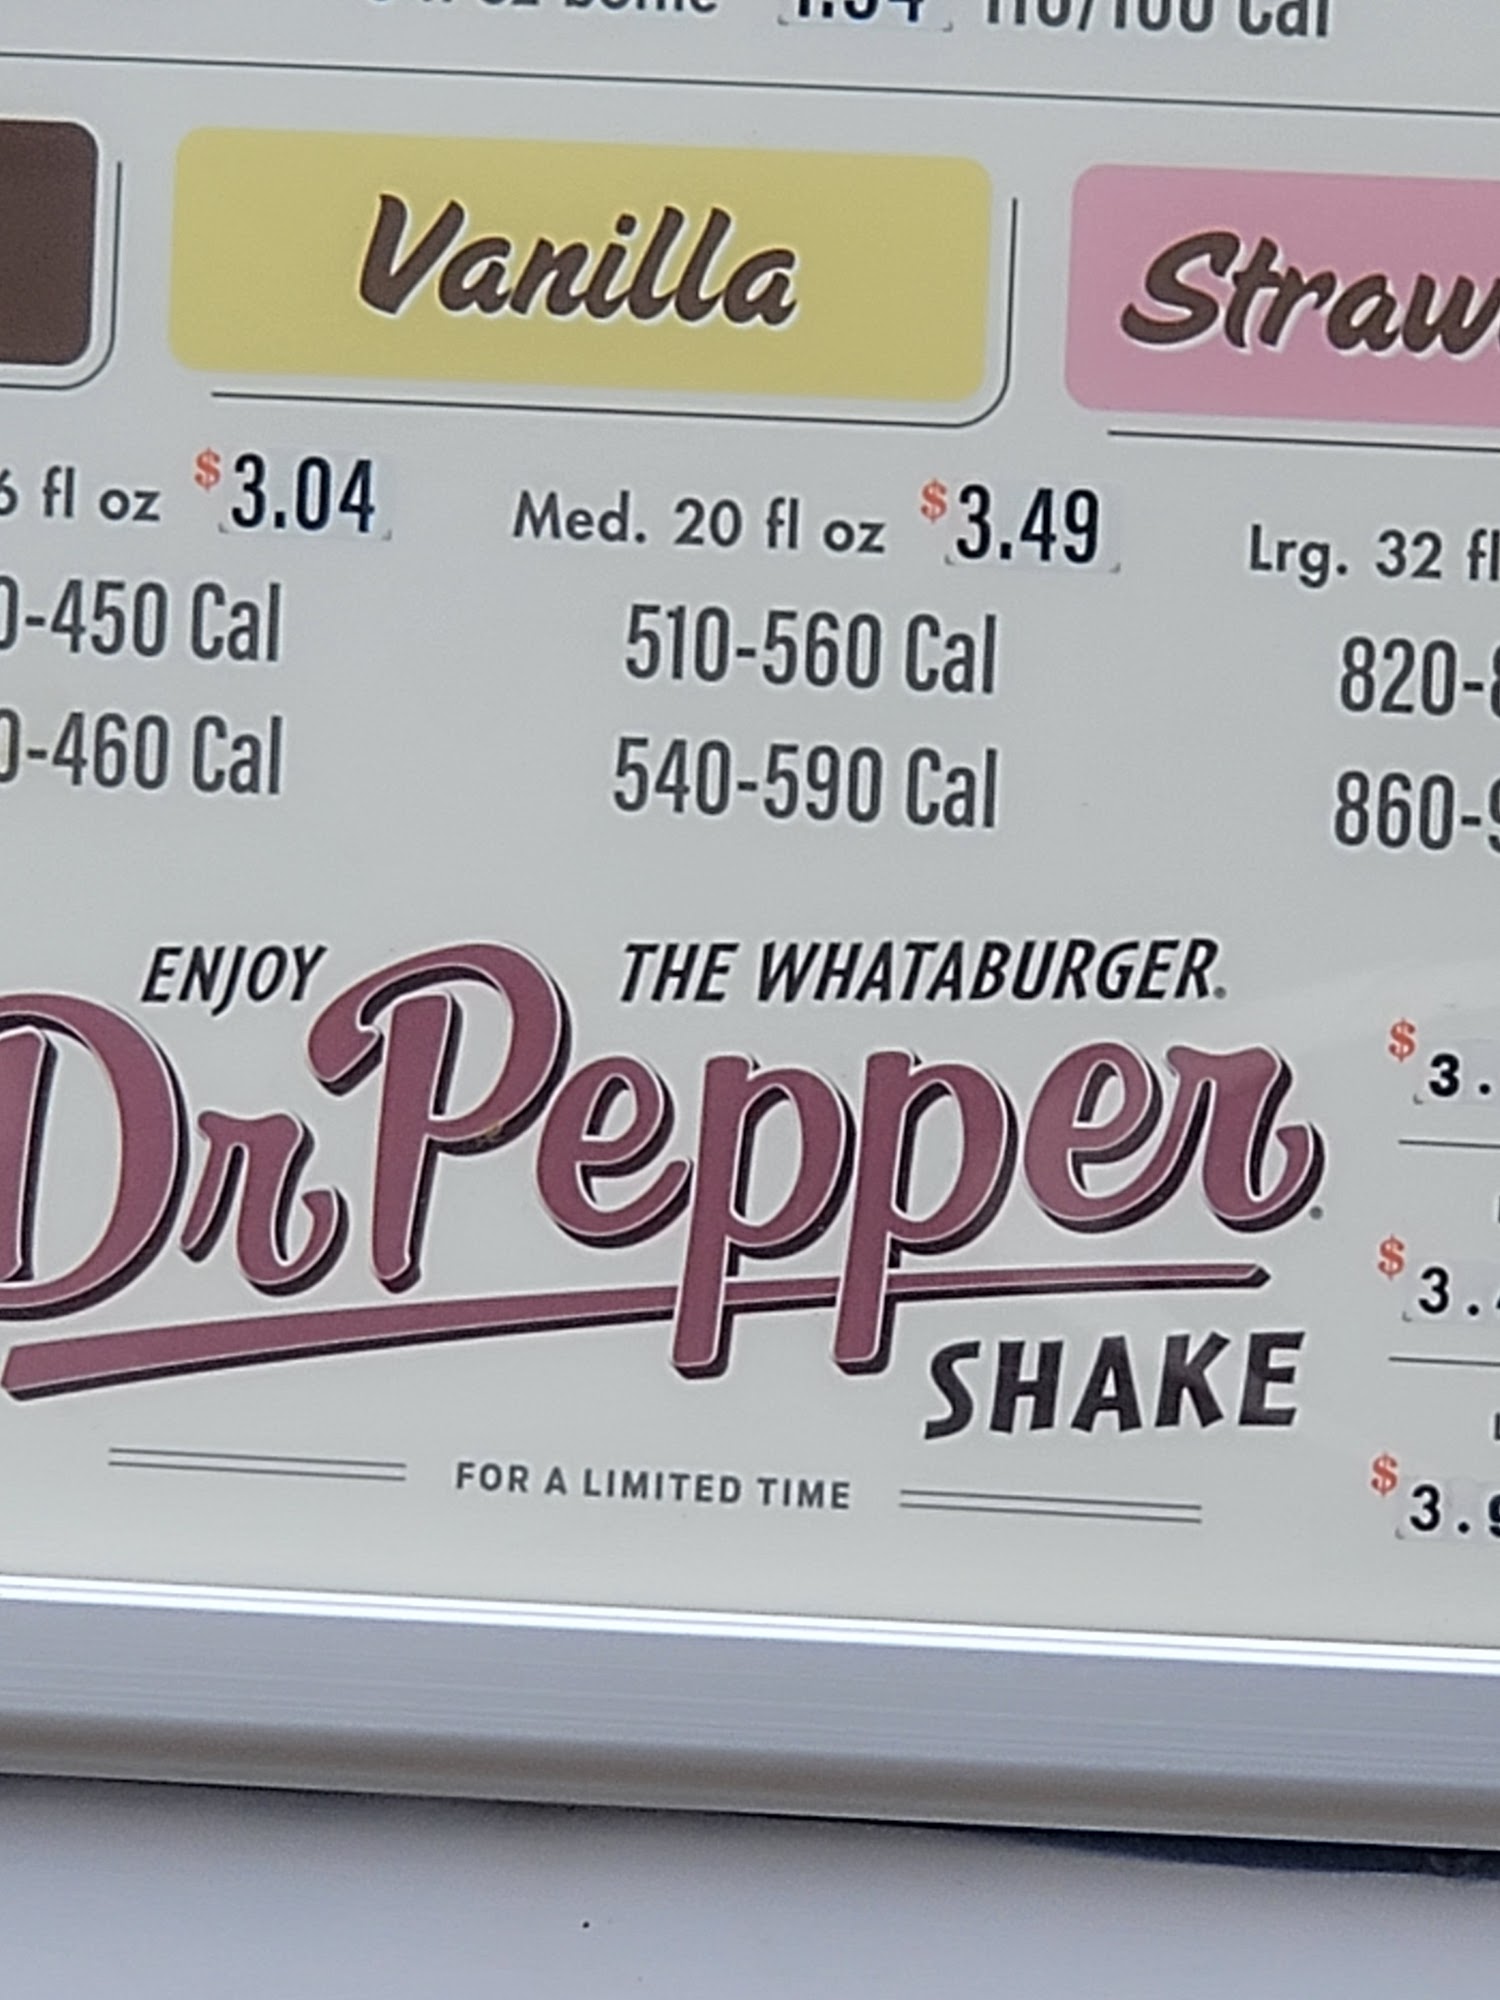 Vanilla
fl oz $3.04 Med. 20 fl oz $3.49 Lrg. 32 fl
-450 Cal 510-560 Cal 820-
-460 Cal 540-590 Cal 860-
ENJOY THE WHATABURGER®
Dr Pepper®
SHAKE
FOR A LIMITED TIME
$3.
$3.
$3.